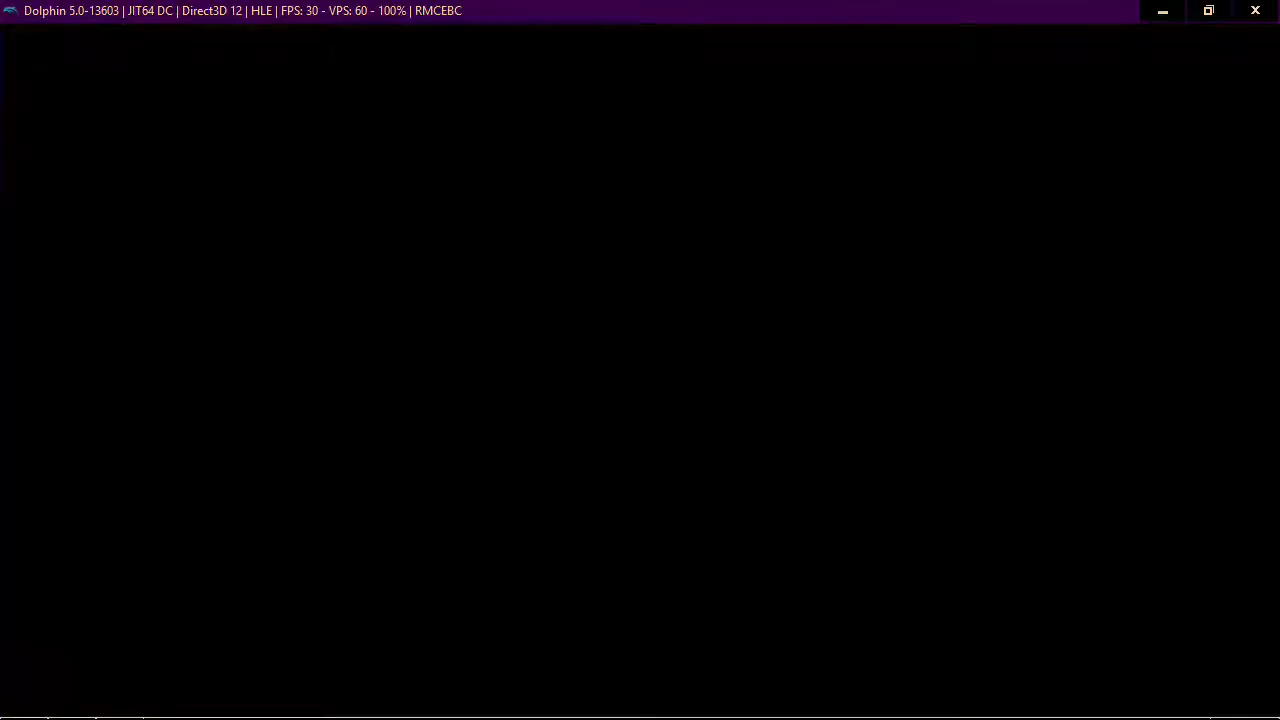 Dolphin 5.0-13603 | JIT64 DC | Direct3D 12 | HLE | FPS: 30 - VPS: 60 - 100% | RMCEBC